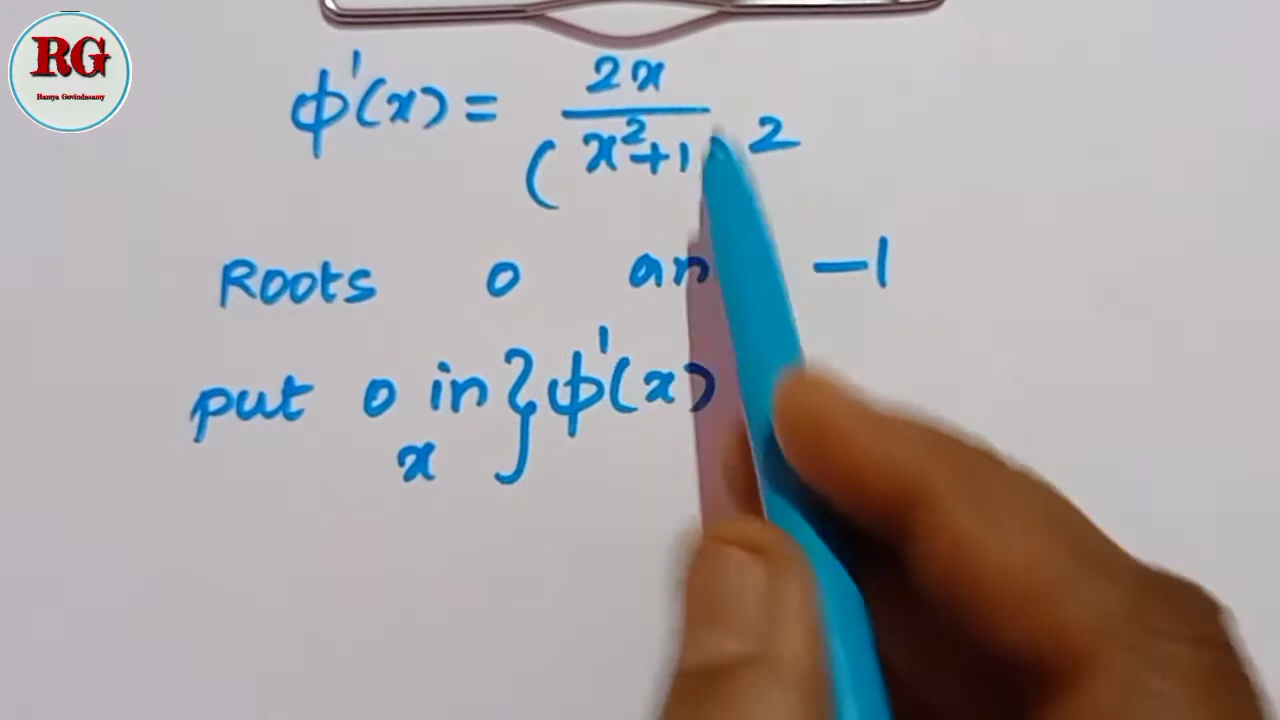 RG
Ramya Govindasamy
φ'(x) = 2x
( x²+1 2
Roots 0 an -1
put 0 in } φ'(x)
x